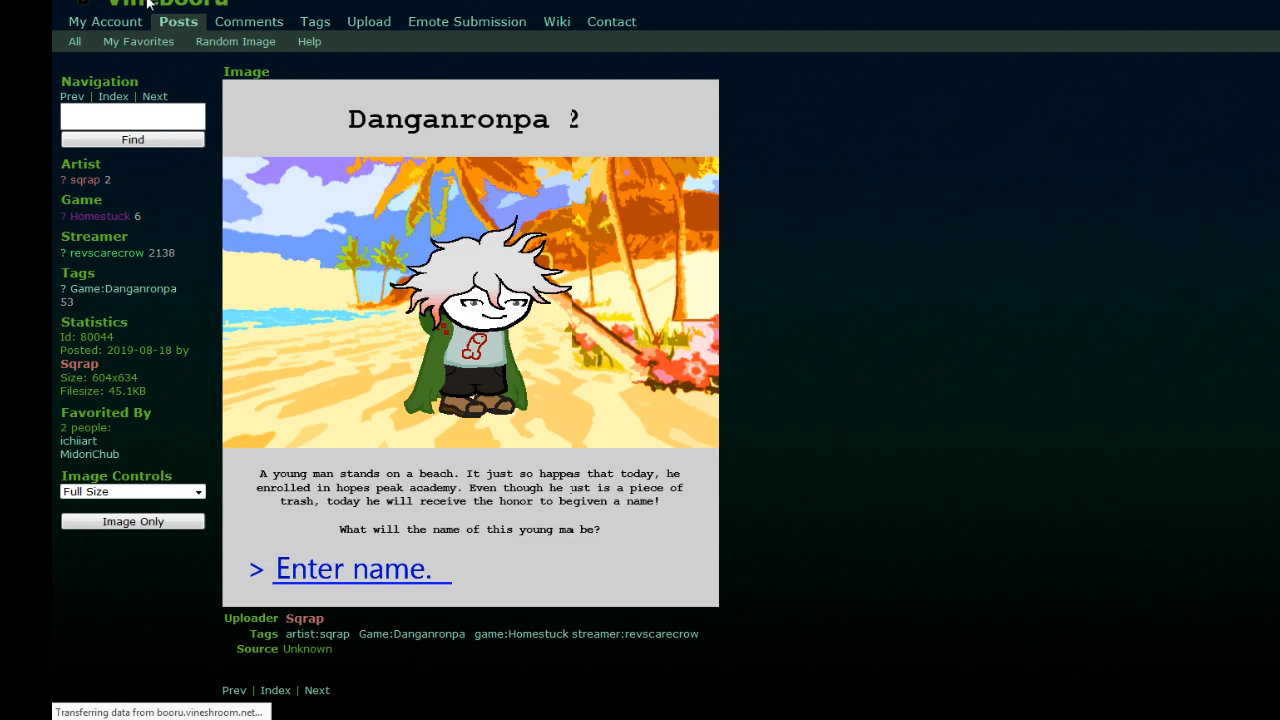 Vinebooru
My Account Posts Comments Tags Upload Emote Submission Wiki Contact
All My Favorites Random Image Help
Navigation
Prev | Index | Next
Find
Artist
? sqrap 2
Game
? Homestuck 6
Streamer
? revscarecrow 2138
Tags
? Game:Danganronpa
53
Statistics
Id: 80044
Posted: 2019-08-18 by
Sqrap
Size: 604x634
Filesize: 45.1KB
Favorited By
2 people:
ichiiart
MidoriChub
Image Controls
Full Size
Image Only
Image
Danganronpa 2
A young man stands on a beach. It just so happes that today, he
enrolled in hopes peak academy. Even though he ust is a piece of
trash, today he will receive the honor to begiven a name!
What will the name of this young ma be?
> Enter name.
Uploader Sqrap
Tags artist:sqrap Game:Danganronpa game:Homestuck streamer:revscarecrow
Source Unknown
Prev | Index | Next
Transferring data from booru.vineshroom.net...